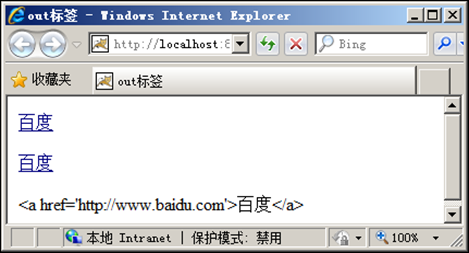 out标签 - Windows Internet Explorer
http://localhost:8
Bing
收藏夹
out标签
百度
百度
<a href='http://www.baidu.com'>百度</a>
本地 Intranet | 保护模式: 禁用
100%